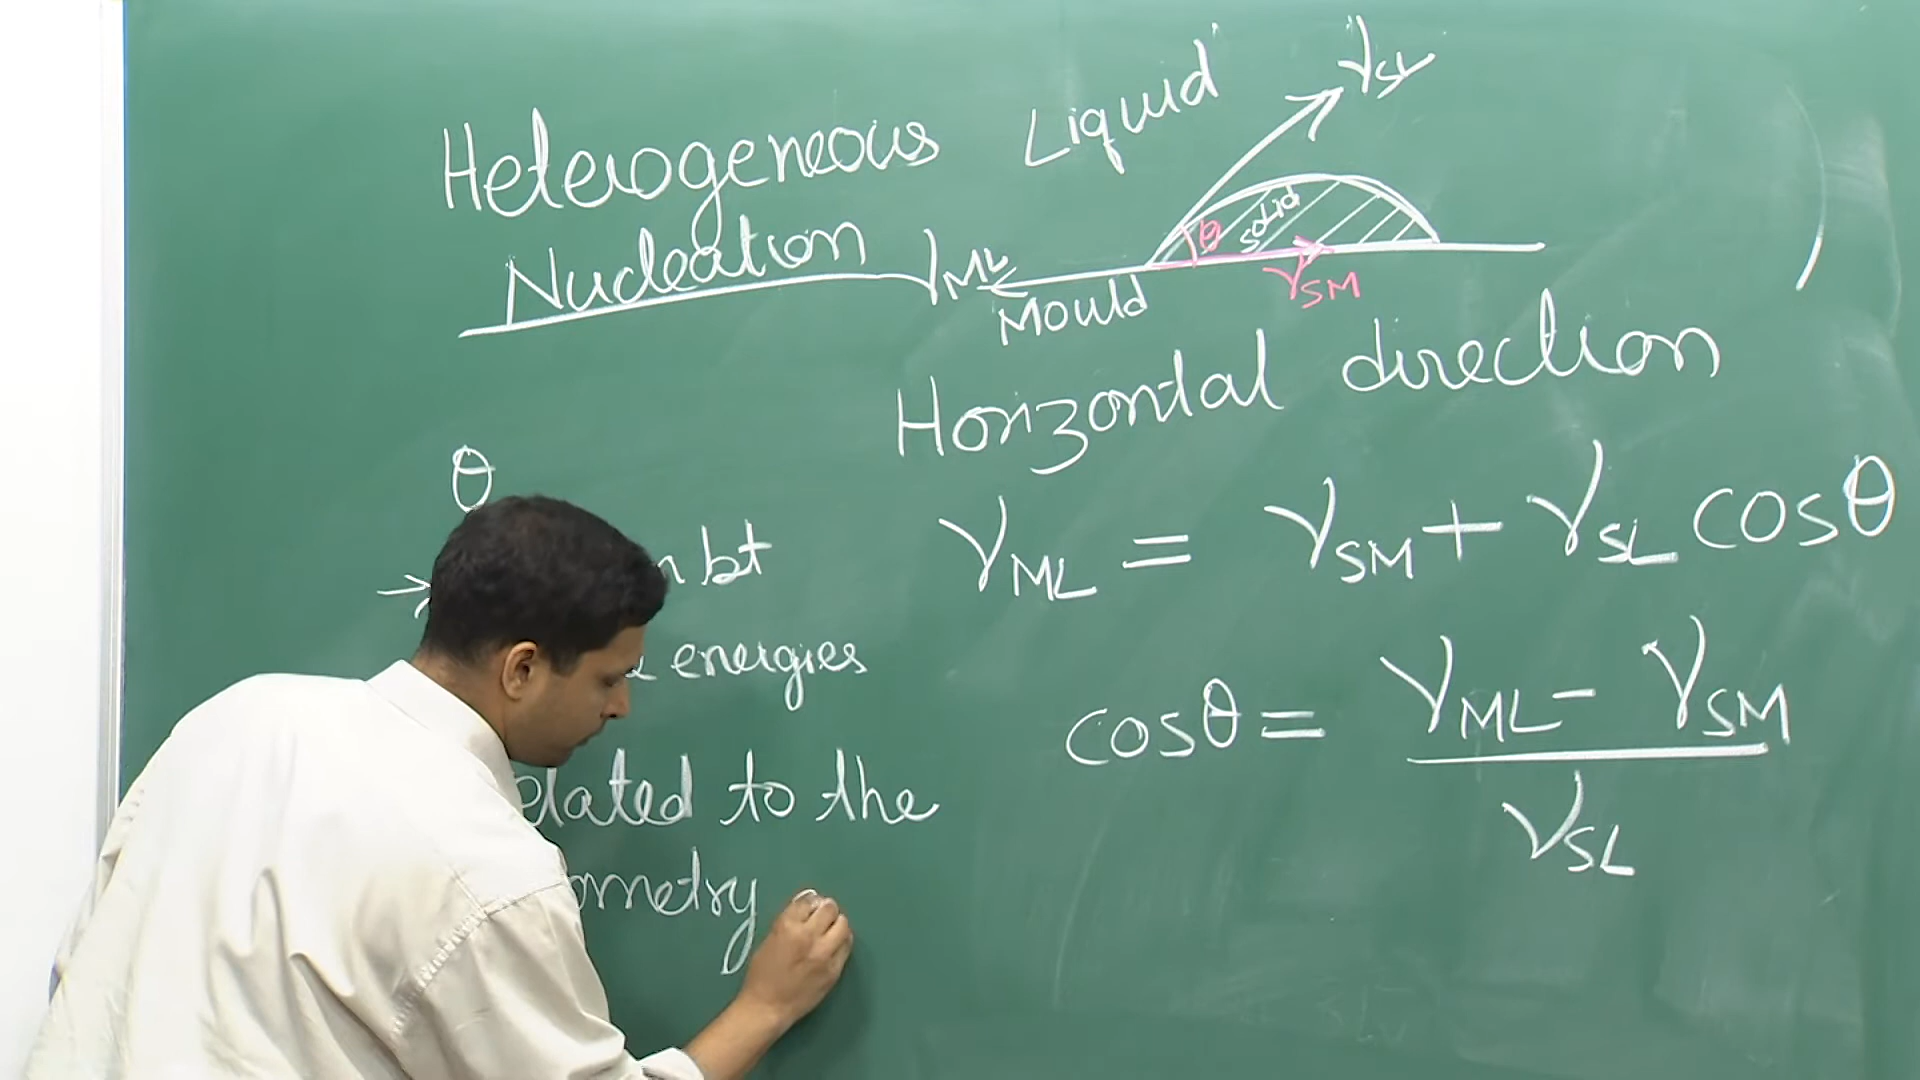 Heterogeneous
Nucleation
Liquid
γSL
θ
Solid
γML
γSM
Mould
Horizontal direction
γML = γSM + γSL cosθ
cosθ = γML - γSM
γSL
θ
→
energies
to the